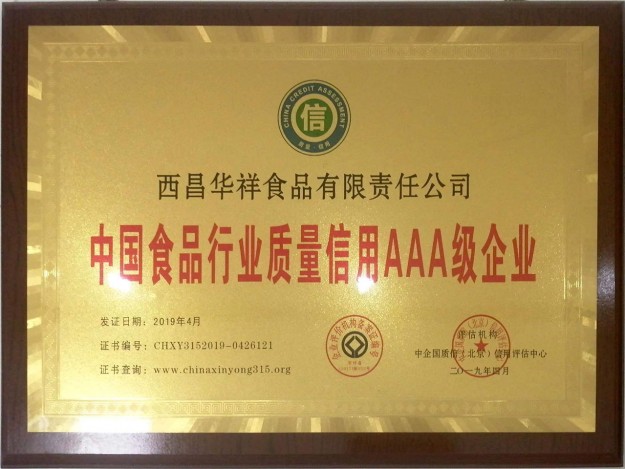 CHINA CREDIT ASSESSMENT
信
质量·信用
西昌华祥食品有限责任公司
中国食品行业质量信用AAA级企业
发证日期：2019年4月
证书编号：CHXY3152019-0426121
证书查询：www.chinaxinyong315.org
评估机构
中企国质信（北京）信用评估中心
二〇一九年四月